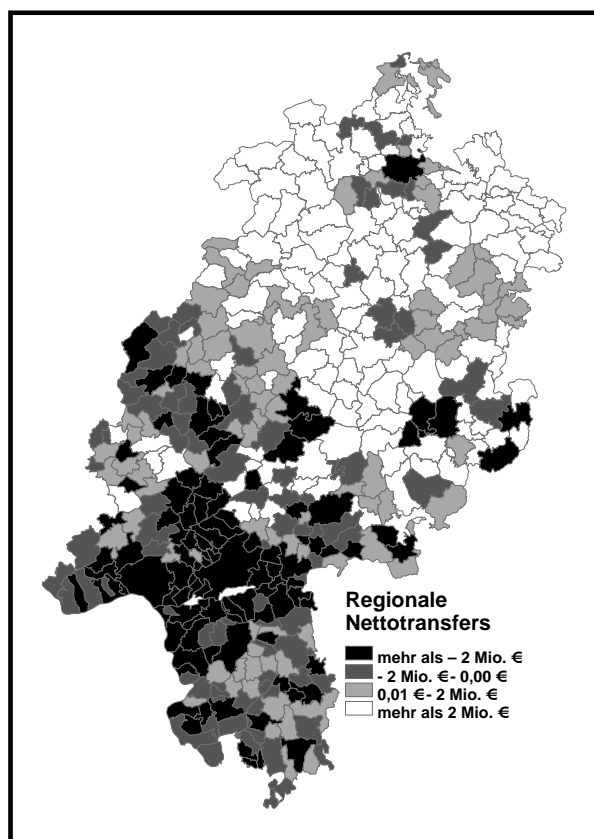 Regionale
Nettotransfers
mehr als – 2 Mio. €
- 2 Mio. €- 0,00 €
0,01 €- 2 Mio. €
mehr als 2 Mio. €